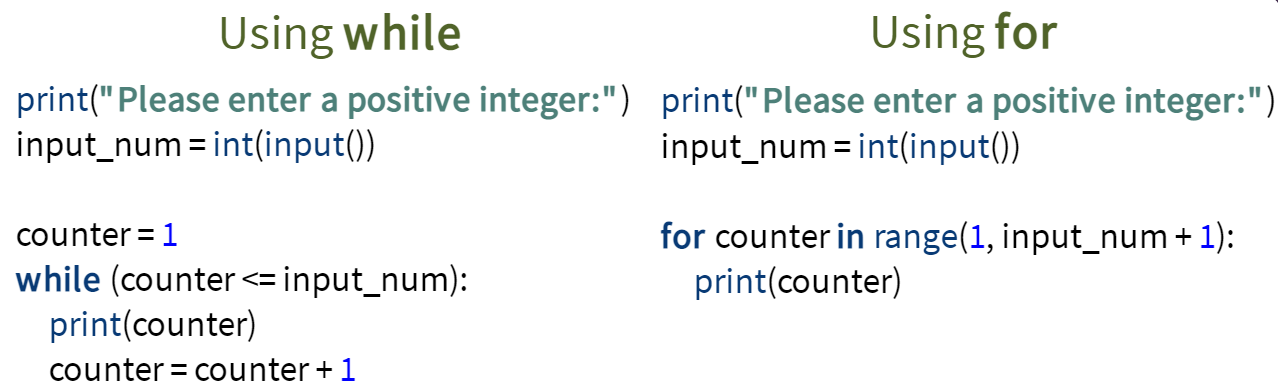 Using while
print("Please enter a positive integer:")
input_num = int(input())
counter = 1
while (counter <= input_num):
print(counter)
counter = counter + 1
Using for
print("Please enter a positive integer:")
input_num = int(input())
for counter in range(1, input_num + 1):
print(counter)